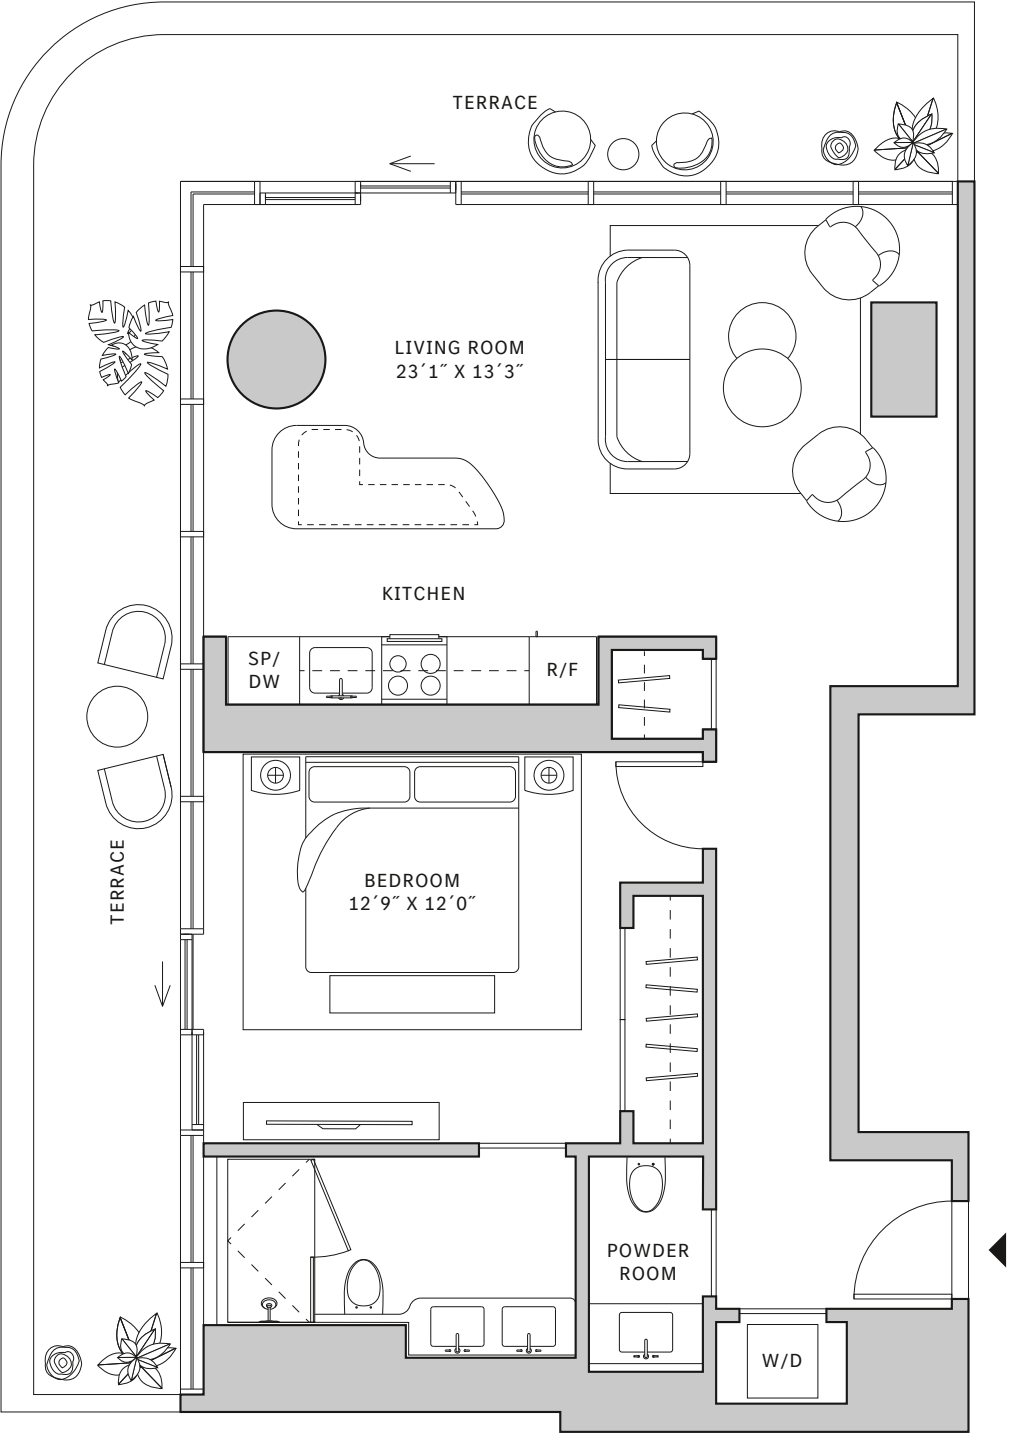 TERRACE
LIVING ROOM
23´1˝ X 13´3˝
KITCHEN
SP/
DW
R/F
TERRACE
BEDROOM
12´9˝ X 12´0˝
POWDER
ROOM
W/D